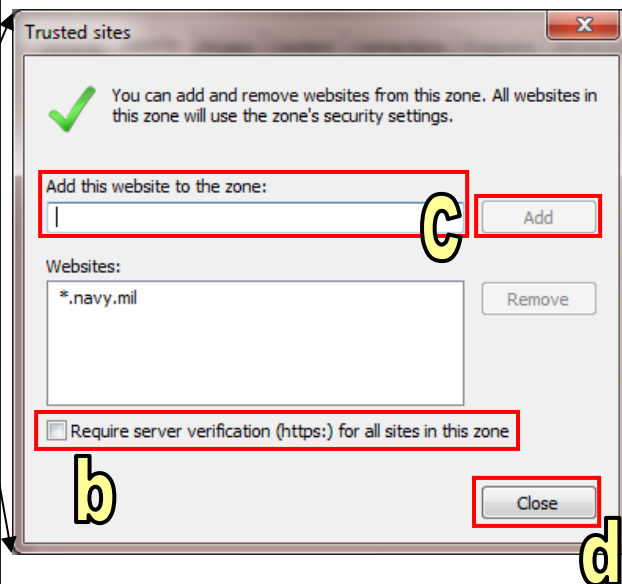 Trusted sites
You can add and remove websites from this zone. All websites in
this zone will use the zone's security settings.
Add this website to the zone:
C
Add
Websites:
*.navy.mil
Remove
Require server verification (https:) for all sites in this zone
b
Close
d